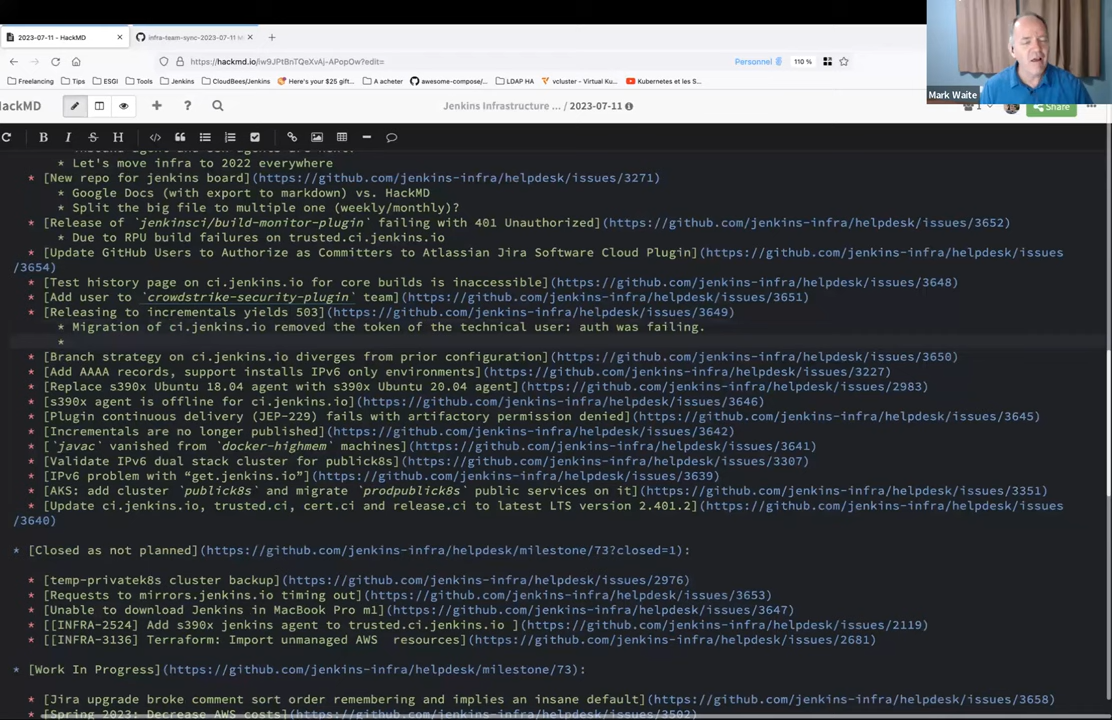 2023-07-11 - HackMD
infra-team-sync-2023-07-11 M
https://hackmd.io/iw9JPtBnTQeXvAj-APopOw?edit=
Personnel
110 %
Freelancing
Tips
ESGI
Tools
Jenkins
CloudBees/Jenkins
Here's your $25 gift...
A acheter
awesome-compose/...
LDAP HA
vcluster - Virtual Ku...
Kubernetes et les S...
Mark Waite
HackMD
Jenkins Infrastructure ... / 2023-07-11
1
Share
* Let's move infra to 2022 everywhere
* [New repo for jenkins board](https://github.com/jenkins-infra/helpdesk/issues/3271)
* Google Docs (with export to markdown) vs. HackMD
* Split the big file to multiple one (weekly/monthly)?
* [Release of `jenkinsci/build-monitor-plugin` failing with 401 Unauthorized](https://github.com/jenkins-infra/helpdesk/issues/3652)
* Due to RPU build failures on trusted.ci.jenkins.io
* [Update GitHub Users to Authorize as Committers to Atlassian Jira Software Cloud Plugin](https://github.com/jenkins-infra/helpdesk/issues
/3654)
* [Test history page on ci.jenkins.io for core builds is inaccessible](https://github.com/jenkins-infra/helpdesk/issues/3648)
* [Add user to `crowdstrike-security-plugin` team](https://github.com/jenkins-infra/helpdesk/issues/3651)
* [Releasing to incrementals yields 503](https://github.com/jenkins-infra/helpdesk/issues/3649)
* Migration of ci.jenkins.io removed the token of the technical user: auth was failing.
*
* [Branch strategy on ci.jenkins.io diverges from prior configuration](https://github.com/jenkins-infra/helpdesk/issues/3650)
* [Add AAAA records, support installs IPv6 only environments](https://github.com/jenkins-infra/helpdesk/issues/3227)
* [Replace s390x Ubuntu 18.04 agent with s390x Ubuntu 20.04 agent](https://github.com/jenkins-infra/helpdesk/issues/2983)
* [s390x agent is offline for ci.jenkins.io](https://github.com/jenkins-infra/helpdesk/issues/3646)
* [Plugin continuous delivery (JEP-229) fails with artifactory permission denied](https://github.com/jenkins-infra/helpdesk/issues/3645)
* [Incrementals are no longer published](https://github.com/jenkins-infra/helpdesk/issues/3642)
* [`javac` vanished from `docker-highmem` machines](https://github.com/jenkins-infra/helpdesk/issues/3641)
* [Validate IPv6 dual stack cluster for publick8s](https://github.com/jenkins-infra/helpdesk/issues/3307)
* [IPv6 problem with “get.jenkins.io”](https://github.com/jenkins-infra/helpdesk/issues/3639)
* [AKS: add cluster `publick8s` and migrate `prodpublick8s` public services on it](https://github.com/jenkins-infra/helpdesk/issues/3351)
* [Update ci.jenkins.io, trusted.ci, cert.ci and release.ci to latest LTS version 2.401.2](https://github.com/jenkins-infra/helpdesk/issues
/3640)
* [Closed as not planned](https://github.com/jenkins-infra/helpdesk/milestone/73?closed=1):
* [temp-privatek8s cluster backup](https://github.com/jenkins-infra/helpdesk/issues/2976)
* [Requests to mirrors.jenkins.io timing out](https://github.com/jenkins-infra/helpdesk/issues/3653)
* [Unable to download Jenkins in MacBook Pro m1](https://github.com/jenkins-infra/helpdesk/issues/3647)
* [[INFRA-2524] Add s390x jenkins agent to trusted.ci.jenkins.io ](https://github.com/jenkins-infra/helpdesk/issues/2119)
* [[INFRA-3136] Terraform: Import unmanaged AWS  resources](https://github.com/jenkins-infra/helpdesk/issues/2681)
* [Work In Progress](https://github.com/jenkins-infra/helpdesk/milestone/73):
* [Jira upgrade broke comment sort order remembering and implies an insane default](https://github.com/jenkins-infra/helpdesk/issues/3658)
* [Spring 2023: Decrease AWS costs](https://github.com/jenkins-infra/helpdesk/issues/3502)